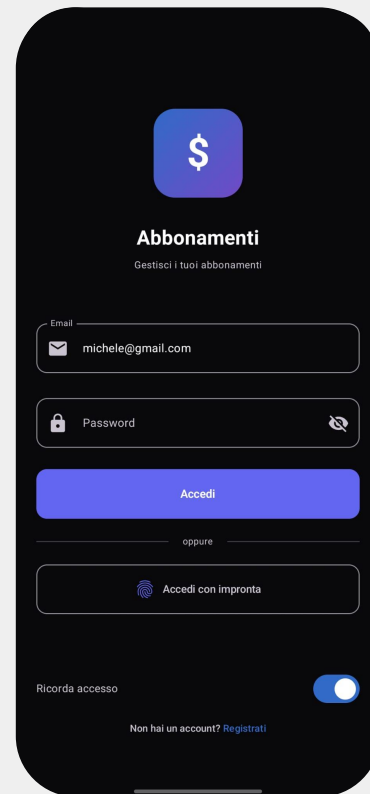 $
Abbonamenti
Gestisci i tuoi abbonamenti
Email
michele@gmail.com
Password
Accedi
oppure
Accedi con impronta
Ricorda accesso
Non hai un account? Registrati